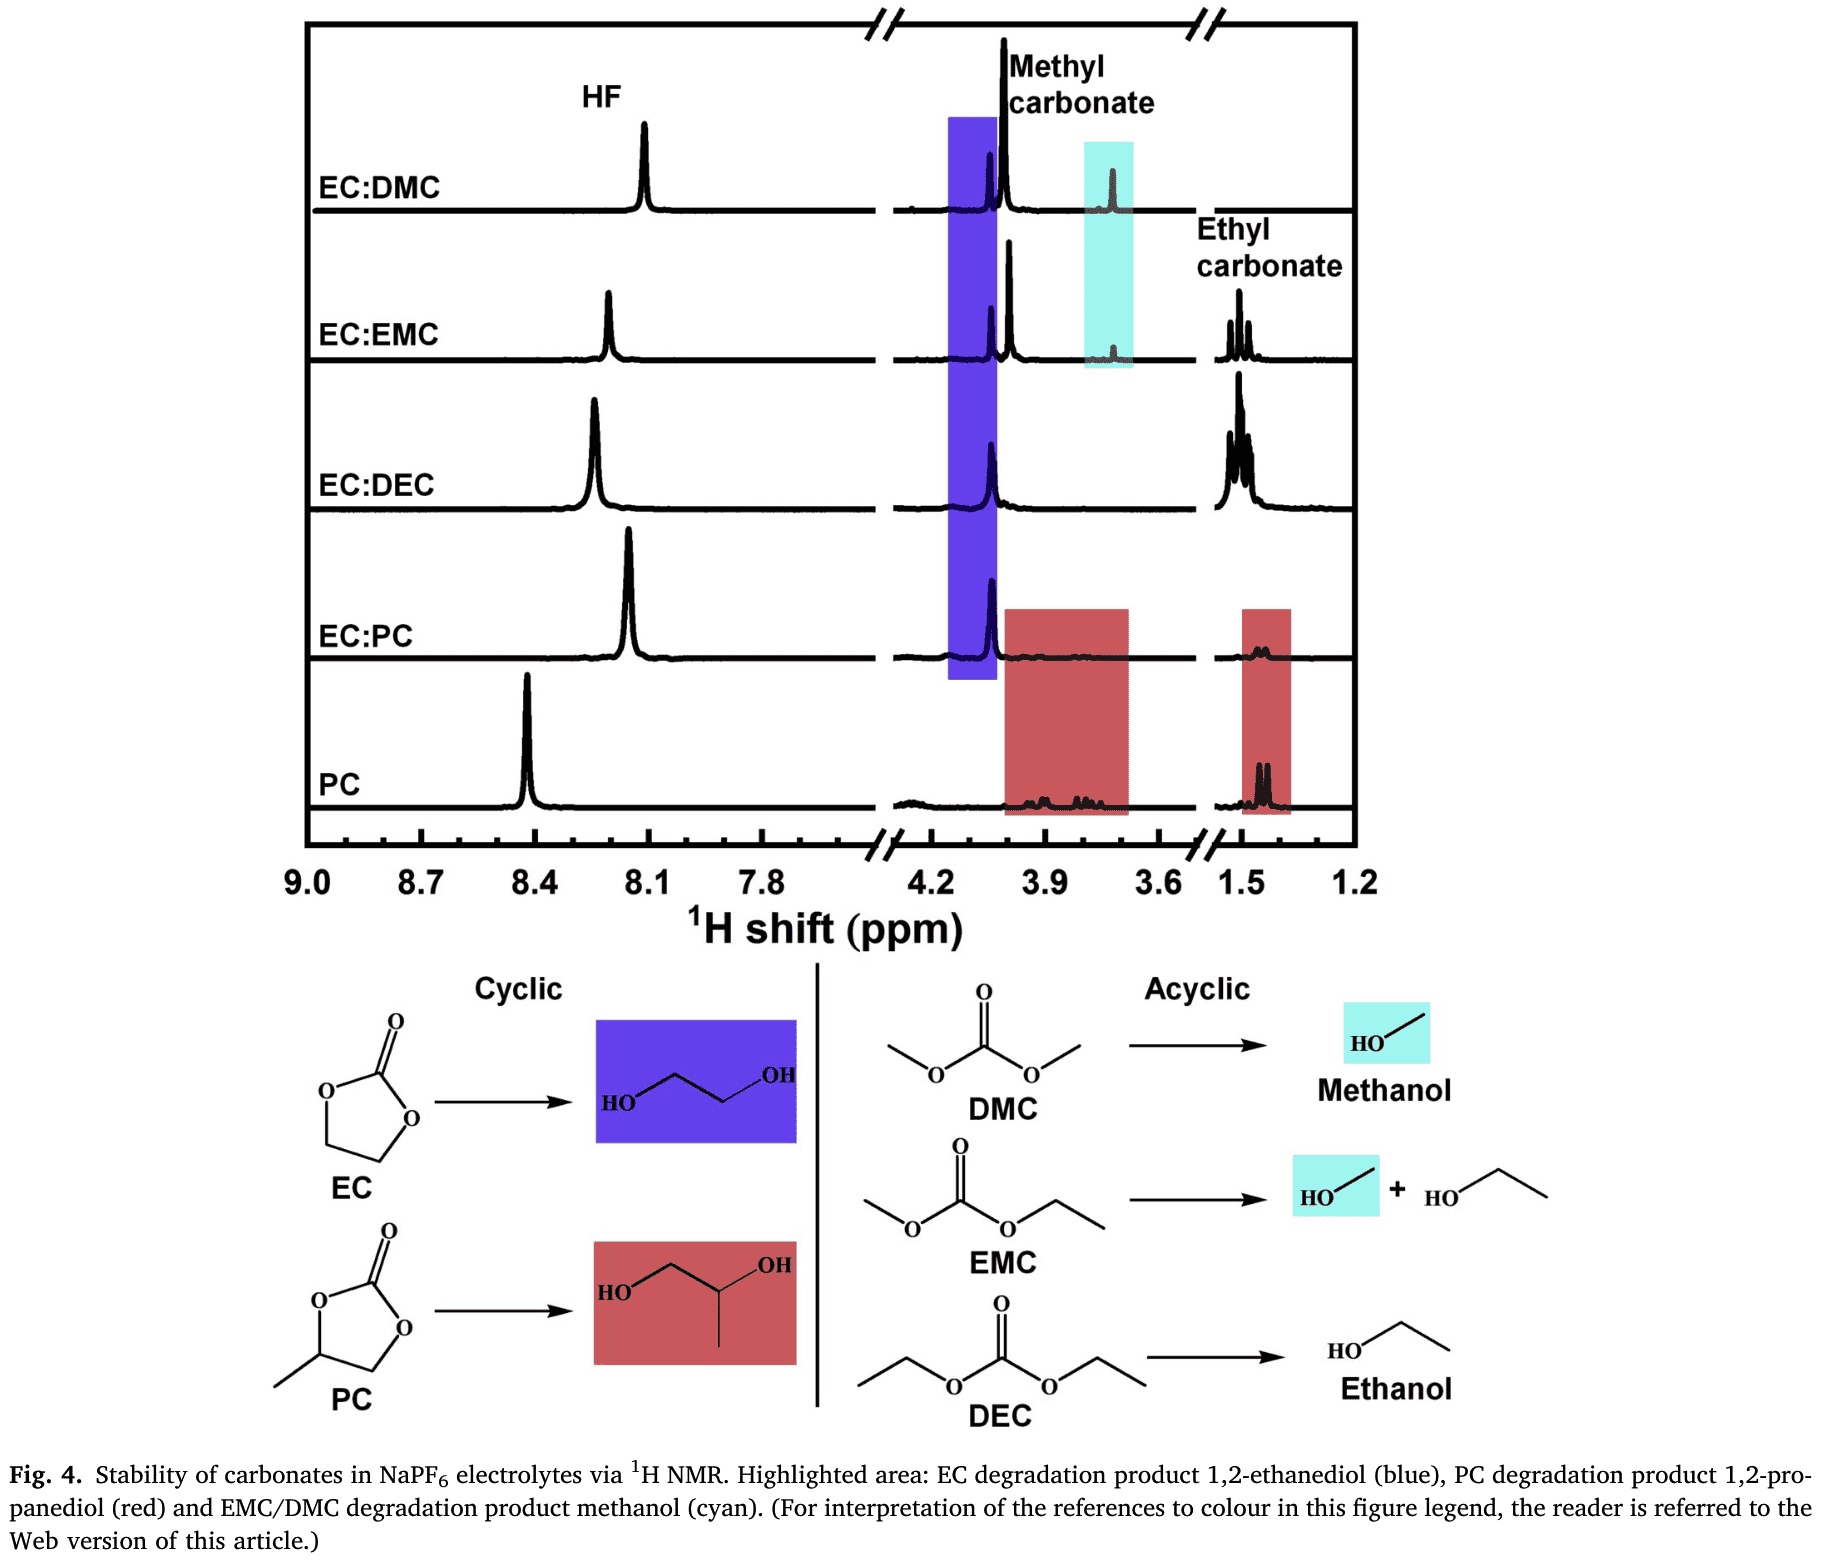 HF
Methyl
carbonate
EC:DMC
Ethyl
carbonate
EC:EMC
EC:DEC
EC:PC
PC
9.0 8.7 8.4 8.1 7.8 4.2 3.9 3.6 1.5 1.2
¹H shift (ppm)
Cyclic
O
O
O
EC
HO
OH
O
O
O
PC
HO
OH
Acyclic
O
O
O
DMC
HO
Methanol
O
O
O
EMC
HO
+
HO
O
O
O
DEC
HO
Ethanol
Fig. 4. Stability of carbonates in NaPF₆ electrolytes via ¹H NMR. Highlighted area: EC degradation product 1,2-ethanediol (blue), PC degradation product 1,2-pro-
panediol (red) and EMC/DMC degradation product methanol (cyan). (For interpretation of the references to colour in this figure legend, the reader is referred to the
Web version of this article.)